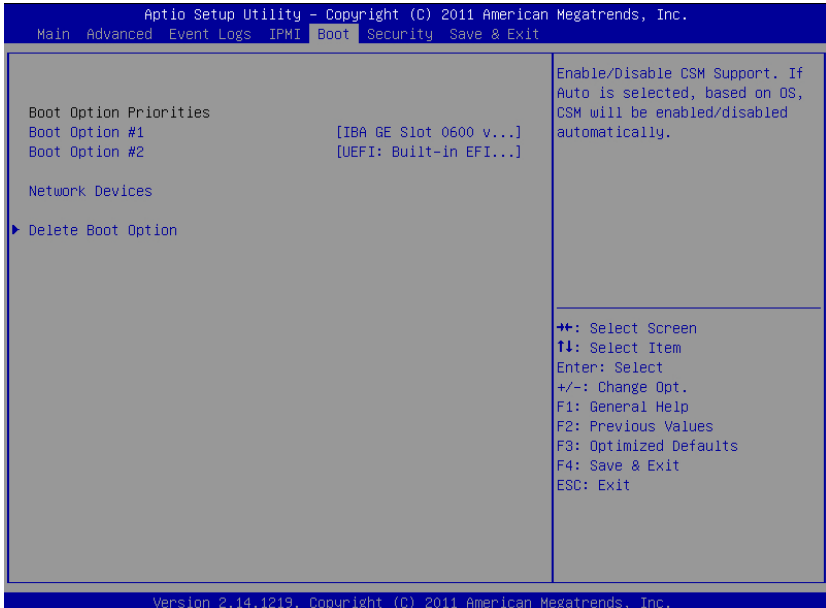 Aptio Setup Utility – Copyright (C) 2011 American Megatrends, Inc.
Main Advanced Event Logs IPMI Boot Security Save & Exit
Boot Option Priorities
Boot Option #1 [IBA GE Slot 0600 v...]
Boot Option #2 [UEFI: Built-in EFI...]
Network Devices
▶ Delete Boot Option
Enable/Disable CSM Support. If
Auto is selected, based on OS,
CSM will be enabled/disabled
automatically.
→←: Select Screen
↑↓: Select Item
Enter: Select
+/-: Change Opt.
F1: General Help
F2: Previous Values
F3: Optimized Defaults
F4: Save & Exit
ESC: Exit
Version 2.14.1219. Copyright (C) 2011 American Megatrends, Inc.